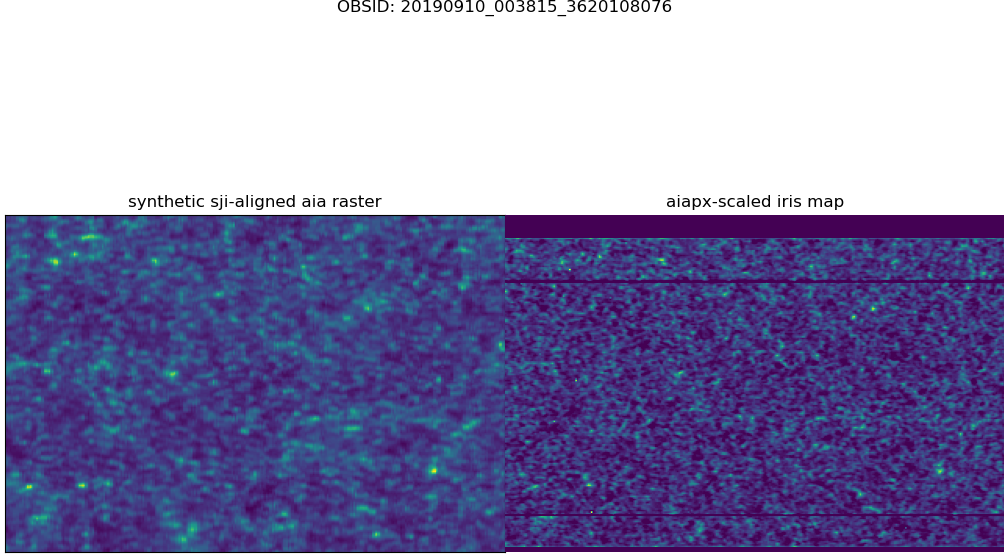 OBSID: 20190910_003815_3620108076
synthetic sji-aligned aia raster
aiapx-scaled iris map